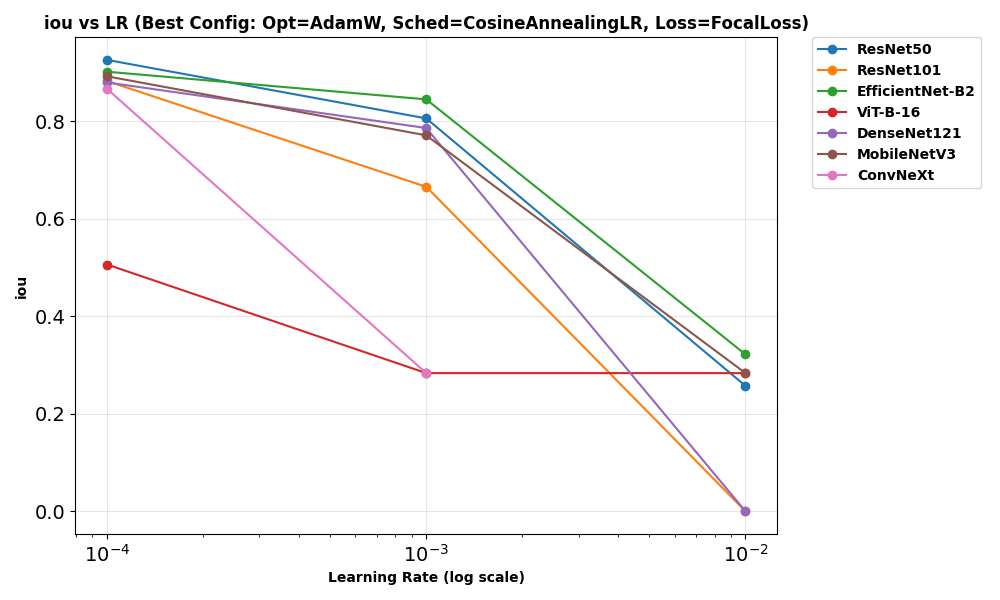 iou vs LR (Best Config: Opt=AdamW, Sched=CosineAnnealingLR, Loss=FocalLoss)
ResNet50
ResNet101
EfficientNet-B2
ViT-B-16
DenseNet121
MobileNetV3
ConvNeXt
iou
0.8
0.6
0.4
0.2
0.0
10⁻⁴ 10⁻³ 10⁻²
Learning Rate (log scale)